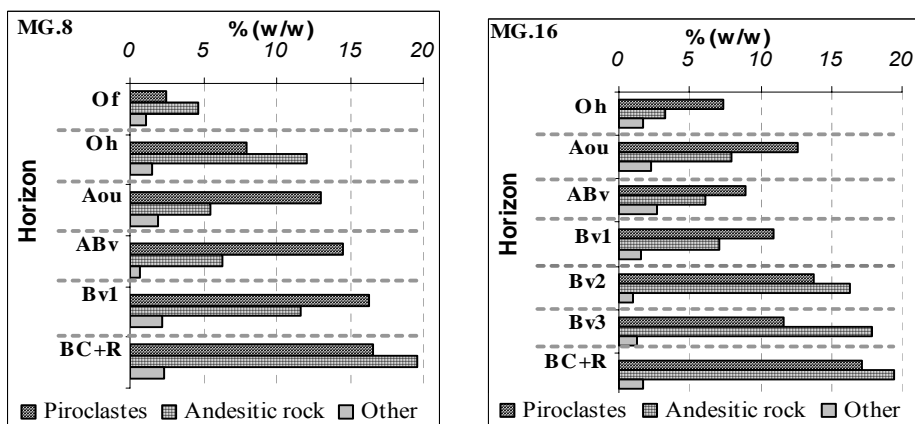 MG.8
% (w/w)
0 5 10 15 20
Horizon
Of
Oh
Aou
ABv
Bv1
BC+R
Piroclastes Andesitic rock Other
MG.16
% (w/w)
0 5 10 15 20
Horizon
Oh
Aou
ABv
Bv1
Bv2
Bv3
BC+R
Piroclastes Andesitic rock Other